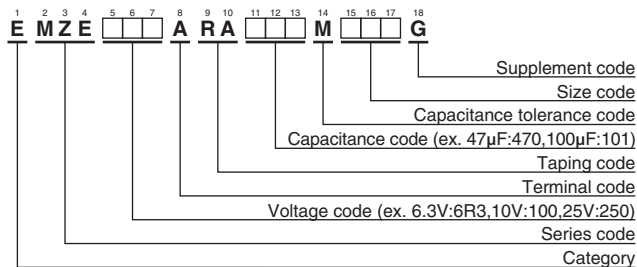 1 2 3 4 5 6 7 8 9 10 11 12 13 14 15 16 17 18
E MZE A RA M G
Supplement code
Size code
Capacitance tolerance code
Capacitance code (ex. 47µF:470,100µF:101)
Taping code
Terminal code
Voltage code (ex. 6.3V:6R3,10V:100,25V:250)
Series code
Category